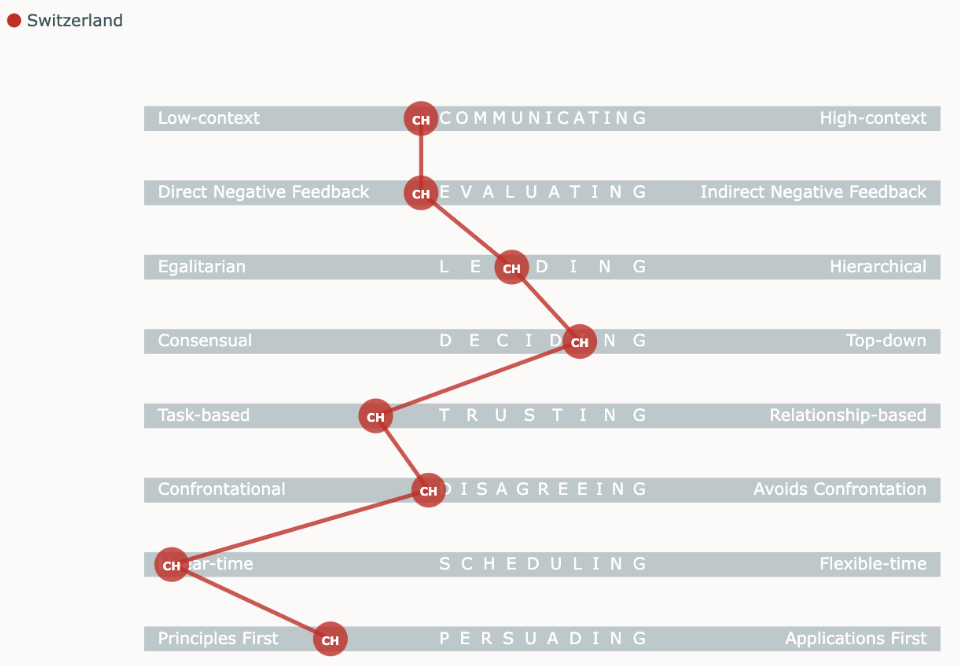 Switzerland
Low-context CH COMMUNICATING High-context
Direct Negative Feedback CH EVALUATING Indirect Negative Feedback
Egalitarian LE CH DING Hierarchical
Consensual DECID CH NG Top-down
Task-based CH TRUSTING Relationship-based
Confrontational CH DISAGREEING Avoids Confrontation
CH ar-time SCHEDULING Flexible-time
Principles First CH PERSUADING Applications First